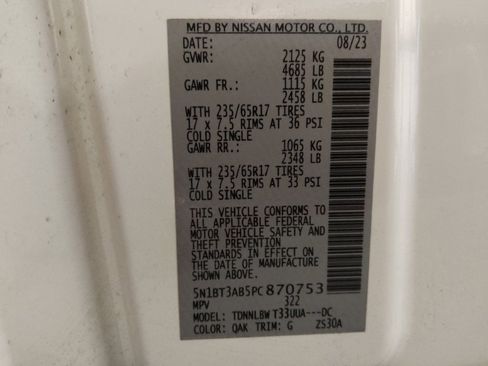 MFD BY NISSAN MOTOR CO., LTD.
DATE: 08/23
GVWR: 2125 KG
4685 LB
GAWR FR.: 1115 KG
2458 LB
WITH 235/65R17 TIRES
17 x 7.5 RIMS AT 36 PSI
COLD SINGLE
GAWR RR.: 1065 KG
2348 LB
WITH 235/65R17 TIRES
17 x 7.5 RIMS AT 33 PSI
COLD SINGLE
THIS VEHICLE CONFORMS TO
ALL APPLICABLE FEDERAL
MOTOR VEHICLE SAFETY AND
THEFT PREVENTION
STANDARDS IN EFFECT ON
THE DATE OF MANUFACTURE
SHOWN ABOVE.
5N1BT3AB5PC870753
MPV 322
MODEL: TDNNLBW T33UUA---DC
COLOR: QAK TRIM: G ZS30A